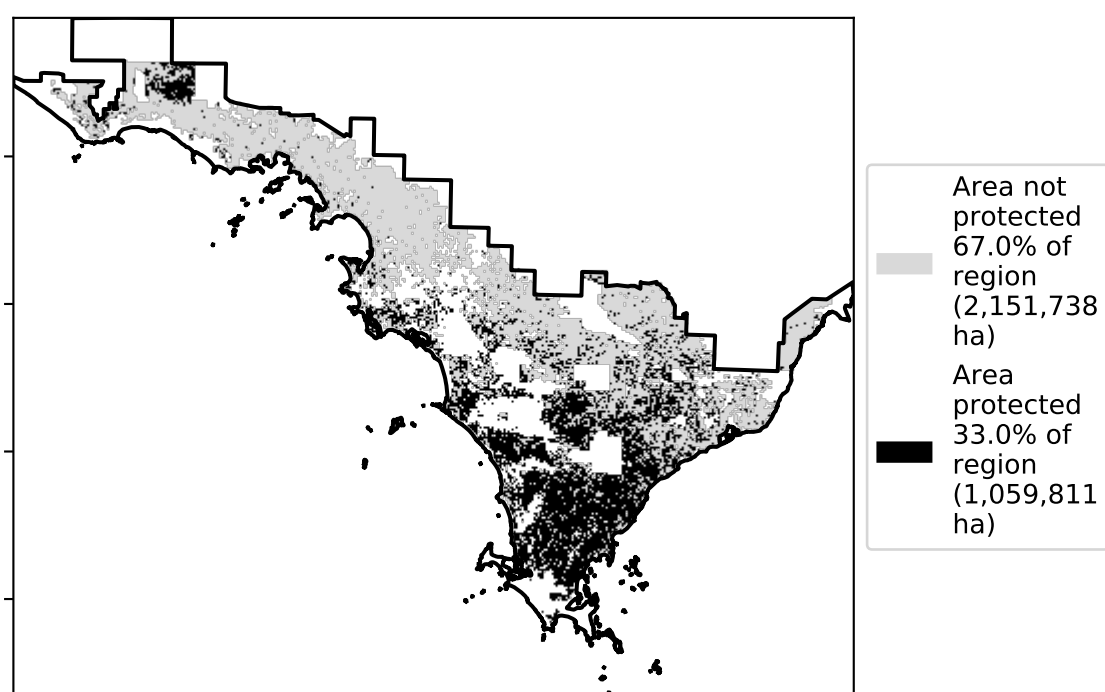 Area not
protected
67.0% of
region
(2,151,738
ha)
Area
protected
33.0% of
region
(1,059,811
ha)